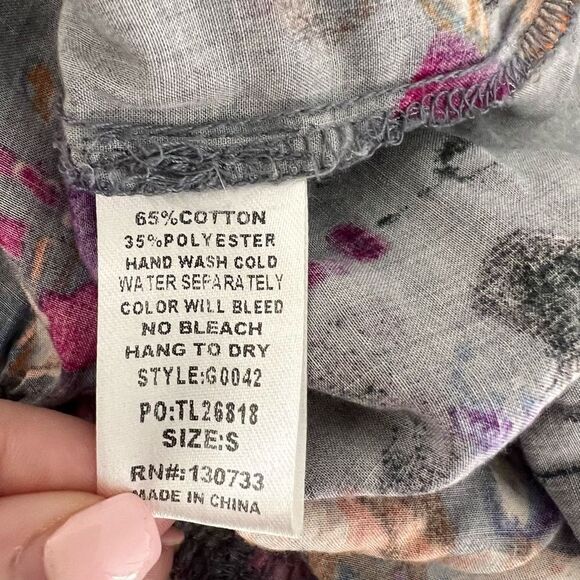 65%COTTON
35%POLYESTER
HAND WASH COLD
WATER SEPARATELY
COLOR WILL BLEED
NO BLEACH
HANG TO DRY
STYLE:G0042
PO:TL26818
SIZE:S
RN#:130733
MADE IN CHINA